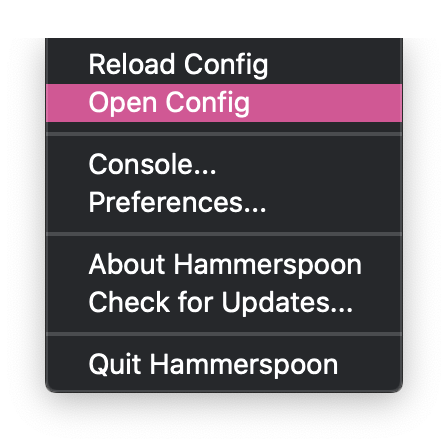 Reload Config
Open Config
Console...
Preferences...
About Hammerspoon
Check for Updates...
Quit Hammerspoon